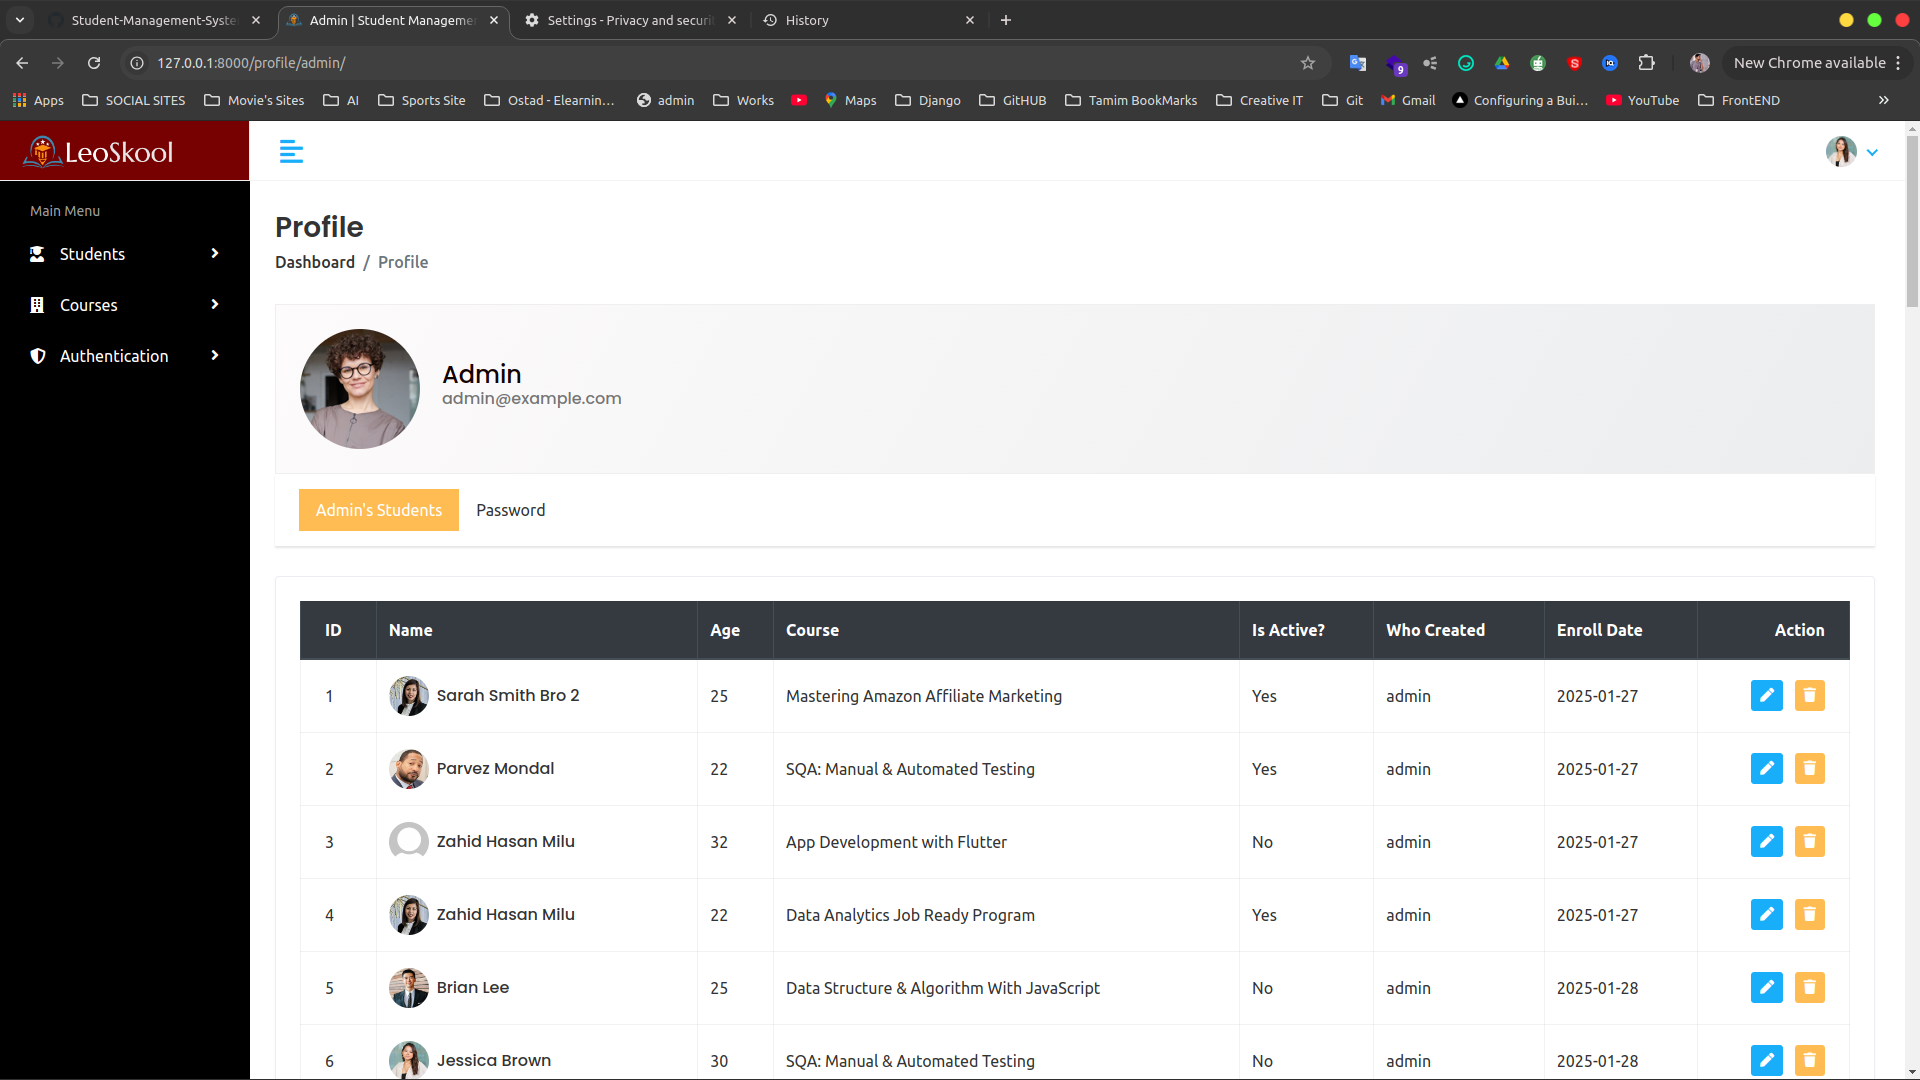 Student-Management-Syste
Admin | Student Manageme
Settings - Privacy and securi
History
127.0.0.1:8000/profile/admin/
9
New Chrome available
Apps
SOCIAL SITES
Movie's Sites
AI
Sports Site
Ostad - Elearnin...
admin
Works
Maps
Django
GitHUB
Tamim BookMarks
Creative IT
Git
Gmail
Configuring a Bui...
YouTube
FrontEND
LeoSkool
Main Menu
Students
Courses
Authentication
Profile
Dashboard / Profile
Admin
admin@example.com
Admin's Students
Password
ID Name Age Course Is Active? Who Created Enroll Date Action
1 Sarah Smith Bro 2 25 Mastering Amazon Affiliate Marketing Yes admin 2025-01-27
2 Parvez Mondal 22 SQA: Manual & Automated Testing Yes admin 2025-01-27
3 Zahid Hasan Milu 32 App Development with Flutter No admin 2025-01-27
4 Zahid Hasan Milu 22 Data Analytics Job Ready Program Yes admin 2025-01-27
5 Brian Lee 25 Data Structure & Algorithm With JavaScript No admin 2025-01-28
6 Jessica Brown 30 SQA: Manual & Automated Testing No admin 2025-01-28